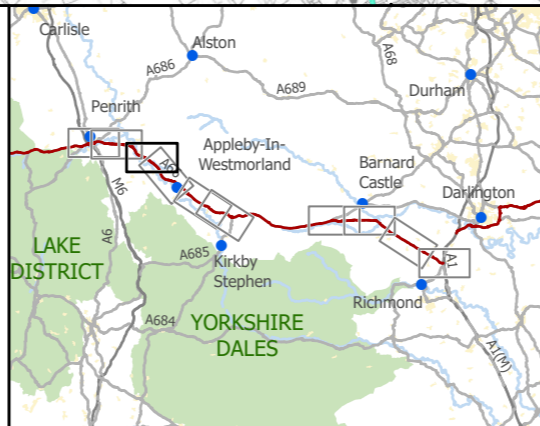 Carlisle
Alston
A686
A689
A68
Durham
Penrith
Appleby-In-
Westmorland
Barnard
Castle
Darlington
A66
M6
A6
LAKE
DISTRICT
A685
Kirkby
Stephen
A1
Richmond
A684
YORKSHIRE
DALES
A1(M)